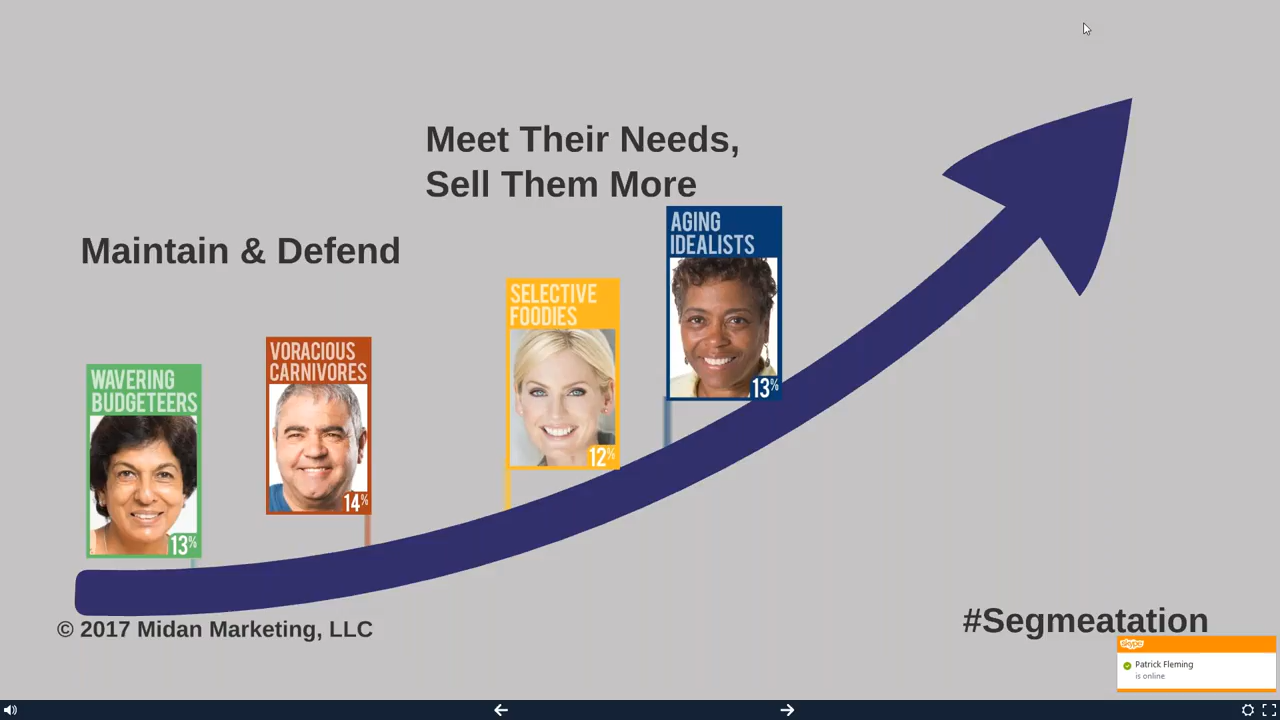 Meet Their Needs,
Sell Them More
Maintain & Defend
AGING
IDEALISTS
13%
SELECTIVE
FOODIES
12%
VORACIOUS
CARNIVORES
14%
WAVERING
BUDGETEERS
13%
© 2017 Midan Marketing, LLC
#Segmeatation
skype
Patrick Fleming
is online